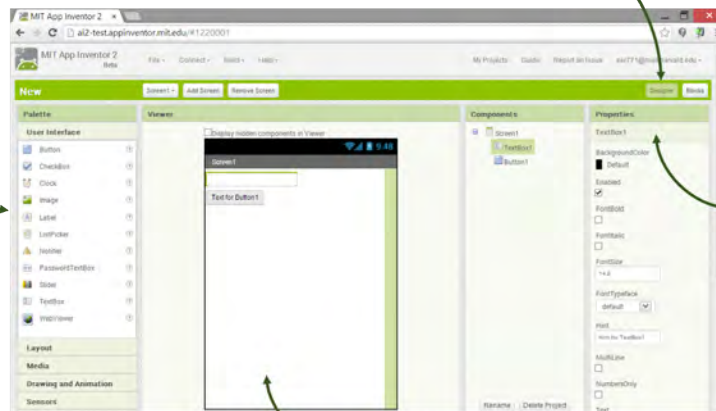 MIT App Inventor 2
ai2-test.appinventor.mit.edu/#1220001
MIT App Inventor 2
Beta
File Connect Build Help
My Projects Guide Report an Issue
New
Screen1 Add Screen Remove Screen
Designer Blocks
Palette
Viewer
Components
Properties
User Interface
Button
CheckBox
Clock
Image
Label
ListPicker
Notifier
PasswordTextBox
Slider
TextBox
WebViewer
Layout
Media
Drawing and Animation
Sensors
Display hidden components in Viewer
9:48
Screen1
Text for Button1
Screen1
TextBox1
Button1
Rename Delete Project
TextBox1
BackgroundColor
Default
Enabled
FontBold
FontItalic
FontSize
14.0
FontTypeface
default
Hint
Hint for TextBox1
MultiLine
NumbersOnly
Text